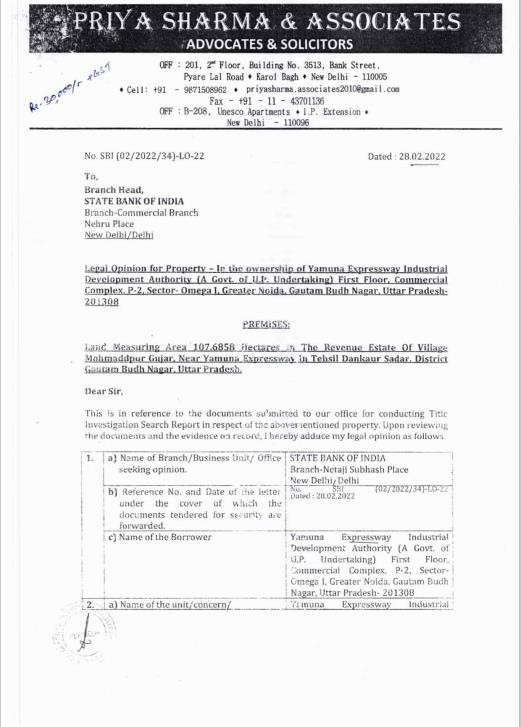 PRIYA SHARMA & ASSOCIATES
ADVOCATES & SOLICITORS
OFF : 201, 2nd Floor, Building No. 3513, Bank Street,
Pyare Lal Road ♦ Karol Bagh ♦ New Delhi - 110005
♦ Cell: +91 - 9871508962 ♦ priyasharma.associates2010@gmail.com
Fax - +91 - 11 - 43701136
OFF : B-208, Unesco Apartments ♦ I.P. Extension ♦
New Delhi - 110096
Rs. 30,000/- +GST
No. SBI (02/2022/34)-LO-22 Dated : 28.02.2022
To,
Branch Head,
STATE BANK OF INDIA
Branch-Commercial Branch
Nehru Place
New Delhi/Delhi
Legal Opinion for Property – In the ownership of Yamuna Expressway Industrial
Development Authority (A Govt. of U.P. Undertaking) First Floor, Commercial
Complex, P-2, Sector- Omega I, Greater Noida, Gautam Budh Nagar, Uttar Pradesh-
201308
PREMISES:
Land Measuring Area 107.6858 Hectares in The Revenue Estate Of Village
Mohmaddpur Gujar, Near Yamuna Expressway in Tehsil Dankaur Sadar, District
Gautam Budh Nagar, Uttar Pradesh.
Dear Sir,
This is in reference to the documents submitted to our office for conducting Title
Investigation Search Report in respect of the abovementioned property. Upon reviewing
the documents and the evidence on record, I hereby adduce my legal opinion as follows.
1. a) Name of Branch/Business Unit/ Office
seeking opinion.
STATE BANK OF INDIA
Branch-Netaji Subhash Place
New Delhi/Delhi
b) Reference No. and Date of the letter
under the cover of which the
documents tendered for security are
forwarded.
No. SBI (02/2022/34)-LO-22
Dated : 28.02.2022
c) Name of the Borrower
Yamuna Expressway Industrial
Development Authority (A Govt. of
U.P. Undertaking) First Floor,
Commercial Complex, P-2, Sector-
Omega I, Greater Noida, Gautam Budh
Nagar, Uttar Pradesh- 201308
2. a) Name of the unit/concern/
Yamuna Expressway Industrial